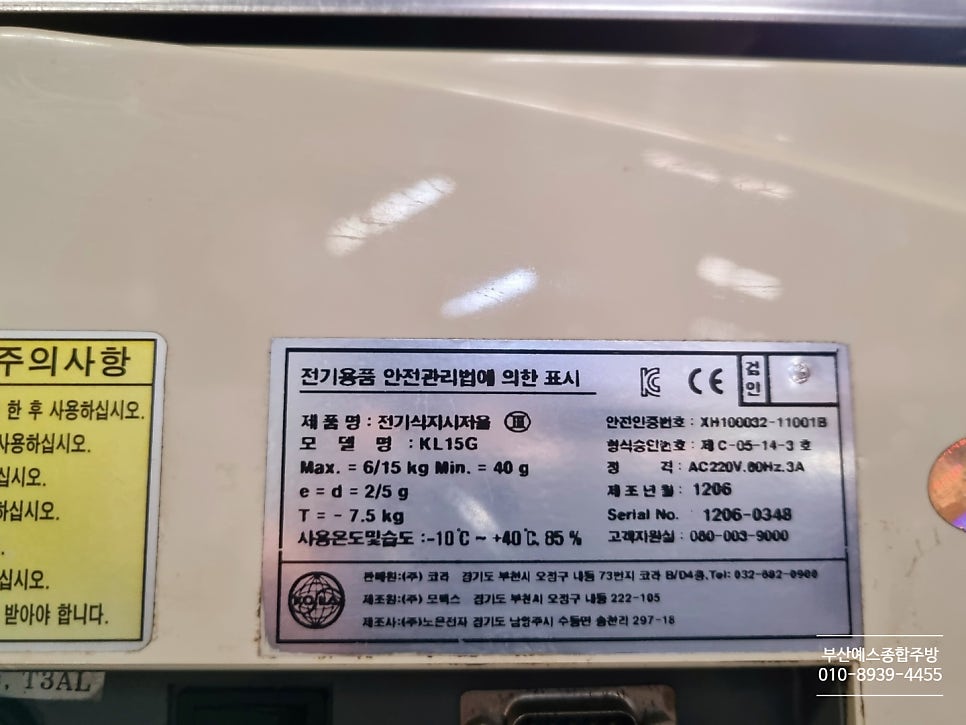 주의사항
한 후 사용하십시오.
사용하십시오.
십시오.
하십시오.
십시오.
받아야 합니다.
전기용품 안전관리법에 의한 표시
CE
검인
제 품 명 : 전기식지시저울 Ⅲ
모 델 명 : KL15G
Max. = 6/15 kg Min. = 40 g
e = d = 2/5 g
T = - 7.5 kg
사용온도및습도 : -10℃ ~ +40℃, 85 %
안전인증번호 : XH100032-11001B
형식승인번호 : 제 C-05-14-3 호
정 격 : AC220V.60Hz.3A
제조년월 : 1206
Serial No. 1206-0348
고객지원실 : 080-003-9000
판매원:(주) 코라 경기도 부천시 오정구 내동 73번지 코라 B/D4층.Tel: 032-682-0900
제조원:(주) 모텍스 경기도 부천시 오정구 내동 222-105
제조사:(주)노은전자 경기도 남양주시 수동면 송천리 297-18
T3AL
부산예스종합주방
010-8939-4455